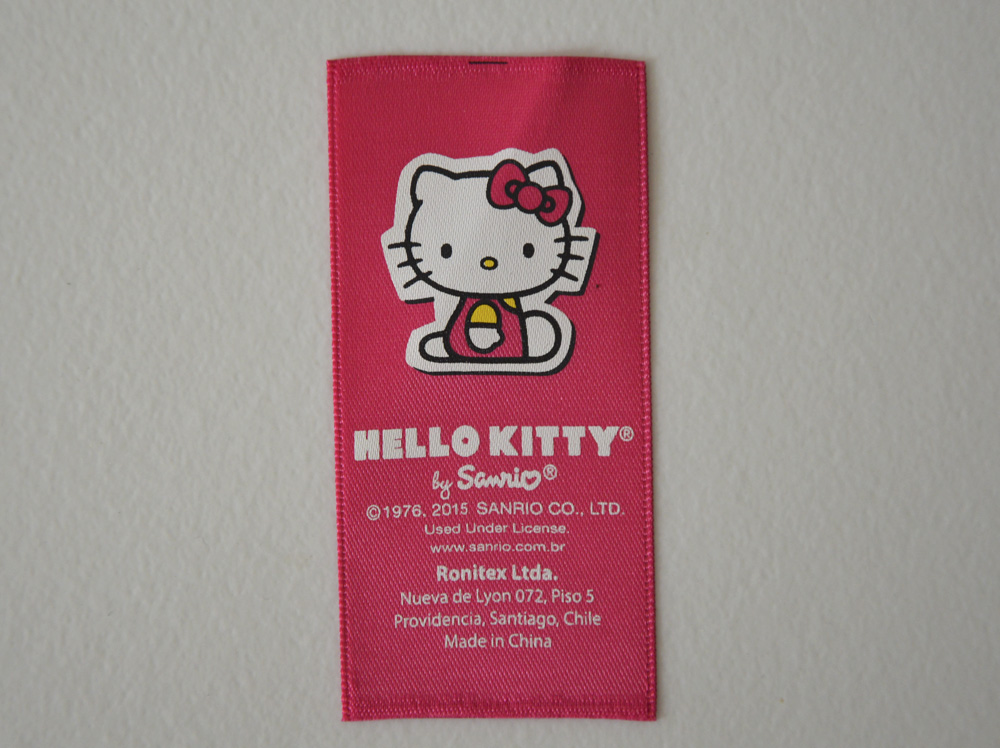 HELLO KITTY®
by Sanrio®
©1976, 2015 SANRIO CO., LTD.
Used Under License.
www.sanrio.com.br
Ronitex Ltda.
Nueva de Lyon 072, Piso 5
Providencia, Santiago, Chile
Made in China